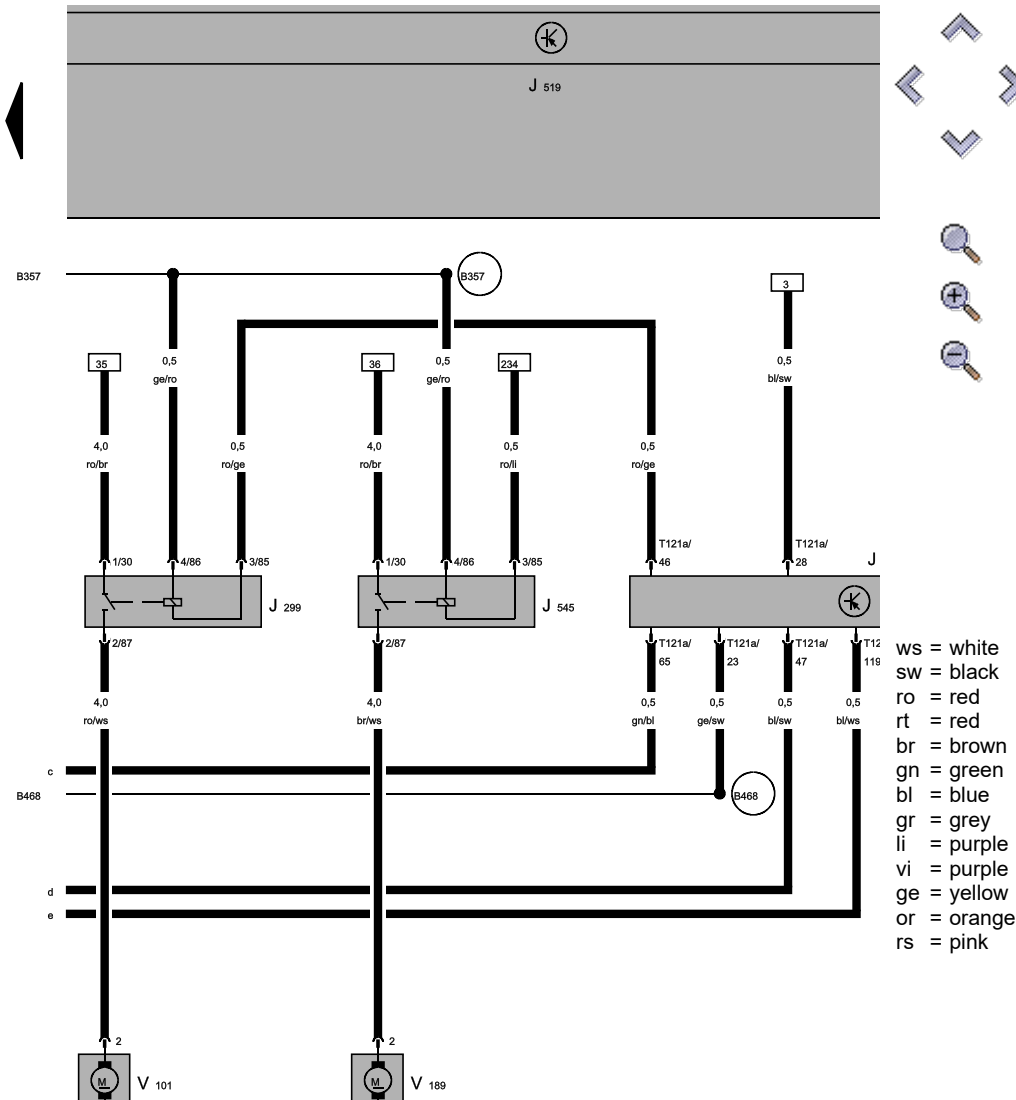 J 519
B357
B357
3
35
0,5
ge/ro
36
0,5
ge/ro
234
0,5
bl/sw
4,0
ro/br
0,5
ro/ge
4,0
ro/br
0,5
ro/li
0,5
ro/ge
T121a/
46
T121a/
28
1/30
4/86
3/85
1/30
4/86
3/85
J
J 299
J 545
2/87
2/87
T121a/
65
T121a/
23
T121a/
47
T12
119
4,0
ro/ws
4,0
br/ws
0,5
gn/bl
0,5
ge/sw
0,5
bl/sw
0,5
bl/ws
c
B468
B468
d
e
2
2
M
V 101
M
V 189
ws = white
sw = black
ro = red
rt = red
br = brown
gn = green
bl = blue
gr = grey
li = purple
vi = purple
ge = yellow
or = orange
rs = pink